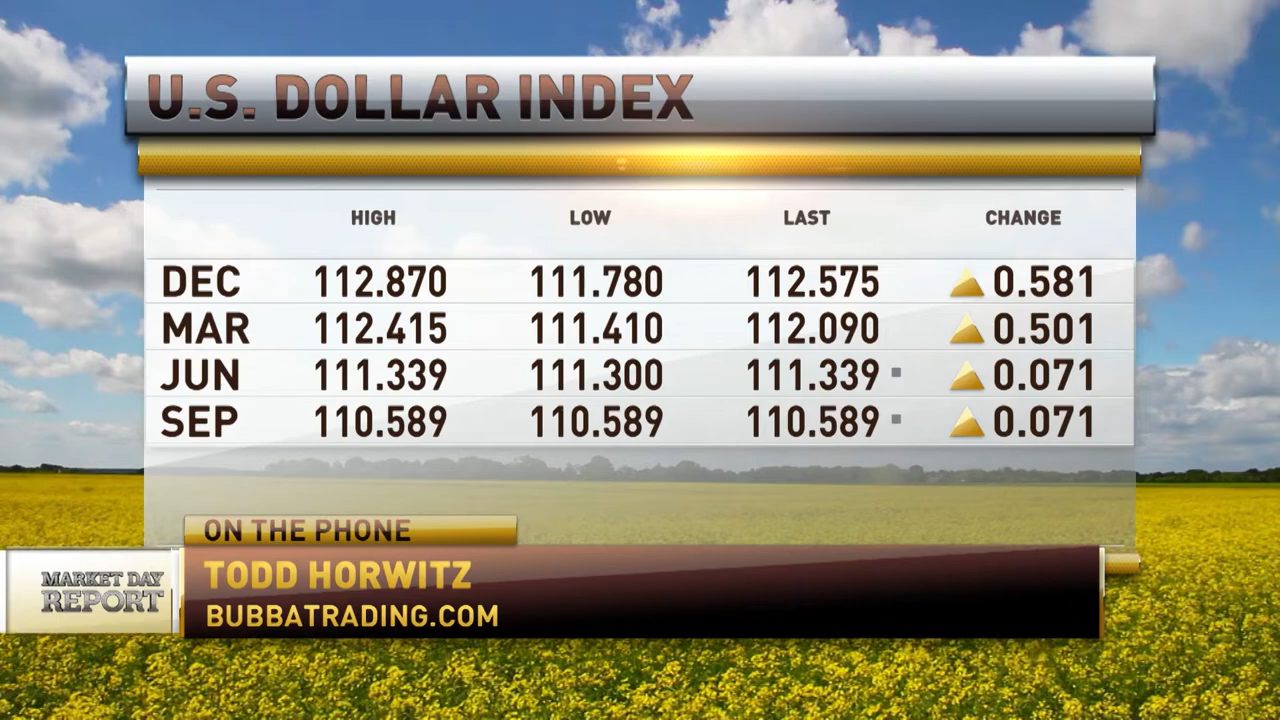 U.S. DOLLAR INDEX
HIGH LOW LAST CHANGE
DEC 112.870 111.780 112.575 0.581
MAR 112.415 111.410 112.090 0.501
JUN 111.339 111.300 111.339 0.071
SEP 110.589 110.589 110.589 0.071
ON THE PHONE
TODD HORWITZ
BUBBATRADING.COM
MARKET DAY
REPORT